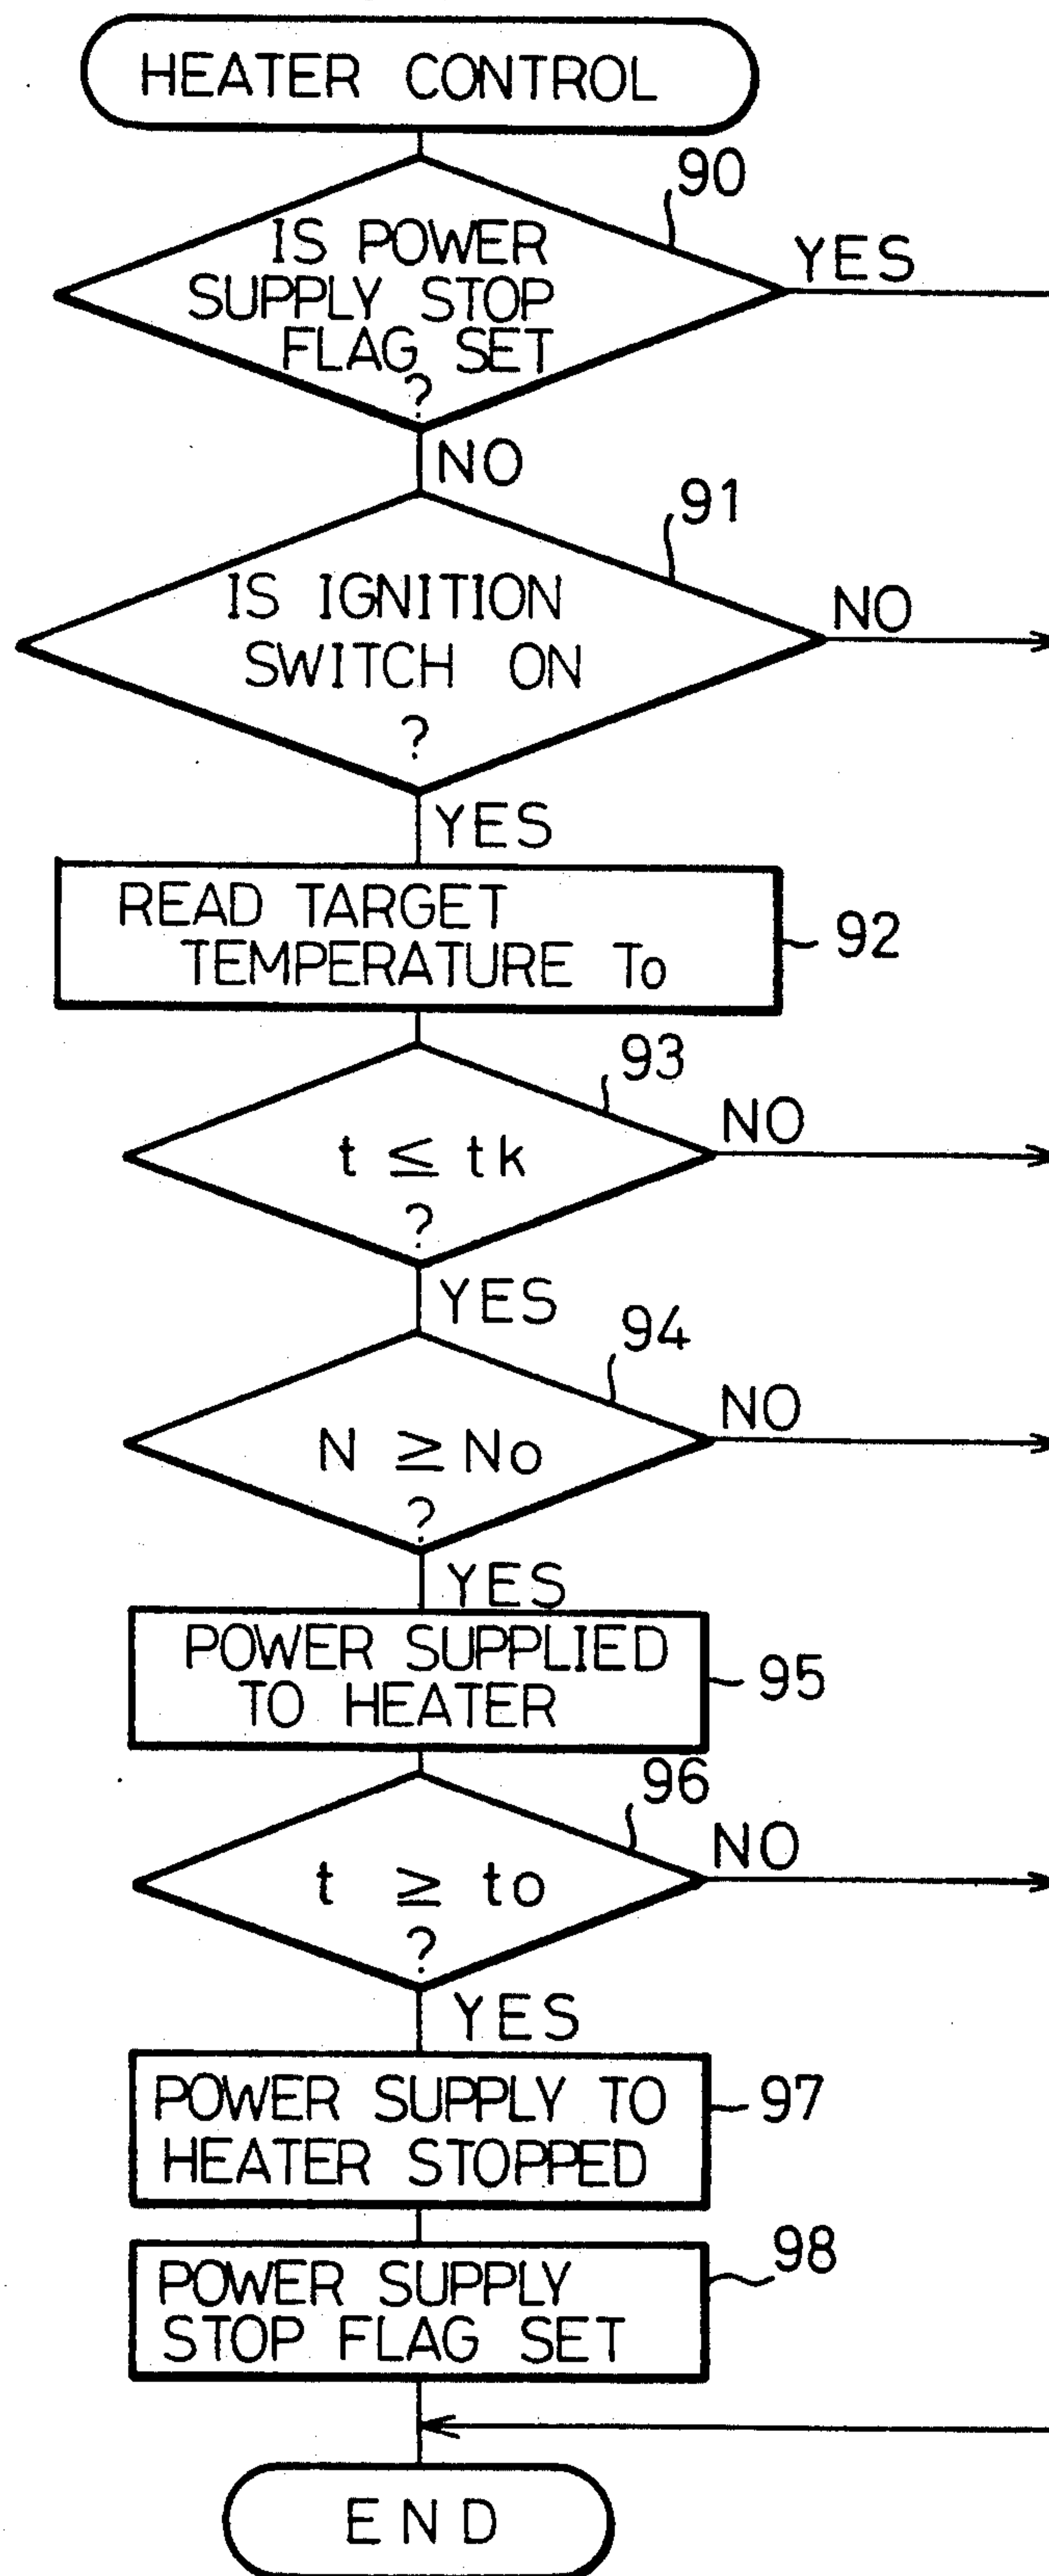 HEATER CONTROL
90
IS POWER
SUPPLY STOP
FLAG SET
?
YES
NO
91
IS IGNITION
SWITCH ON
?
NO
YES
READ TARGET
TEMPERATURE To
92
93
t ≤ tk
?
NO
YES
94
N ≥ No
?
NO
YES
POWER SUPPLIED
TO HEATER
95
96
t ≥ to
?
NO
YES
POWER SUPPLY TO
HEATER STOPPED
97
98
POWER SUPPLY
STOP FLAG SET
END